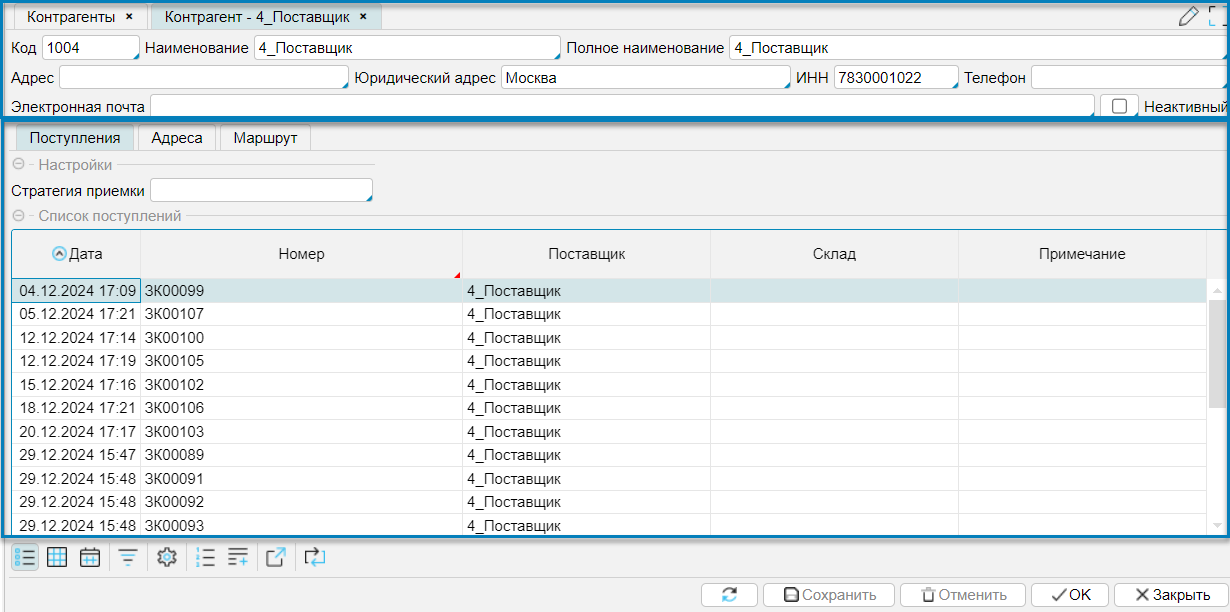 Контрагенты × Контрагент - 4_Поставщик ×
Код 1004 Наименование 4_Поставщик Полное наименование 4_Поставщик
Адрес Юридический адрес Москва ИНН 7830001022 Телефон
Электронная почта Неактивный
Поступления Адреса Маршрут
Настройки
Стратегия приемки
Список поступлений
Дата Номер Поставщик Склад Примечание
04.12.2024 17:09 ЗК00099 4_Поставщик
05.12.2024 17:21 ЗК00107 4_Поставщик
12.12.2024 17:14 ЗК00100 4_Поставщик
12.12.2024 17:19 ЗК00105 4_Поставщик
15.12.2024 17:16 ЗК00102 4_Поставщик
18.12.2024 17:21 ЗК00106 4_Поставщик
20.12.2024 17:17 ЗК00103 4_Поставщик
29.12.2024 15:47 ЗК00089 4_Поставщик
29.12.2024 15:48 ЗК00091 4_Поставщик
29.12.2024 15:48 ЗК00092 4_Поставщик
29.12.2024 15:48 ЗК00093 4_Поставщик
Сохранить Отменить OK Закрыть